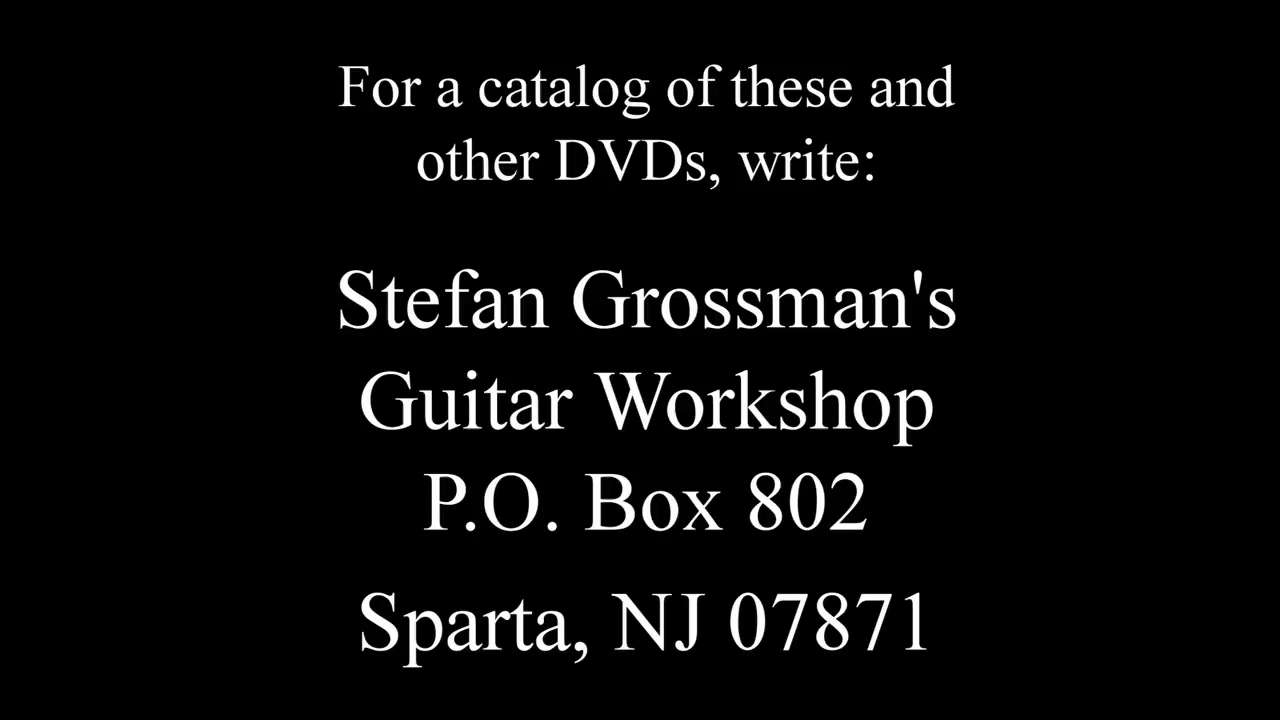 For a catalog of these and
other DVDs, write:
Stefan Grossman's
Guitar Workshop
P.O. Box 802
Sparta, NJ 07871